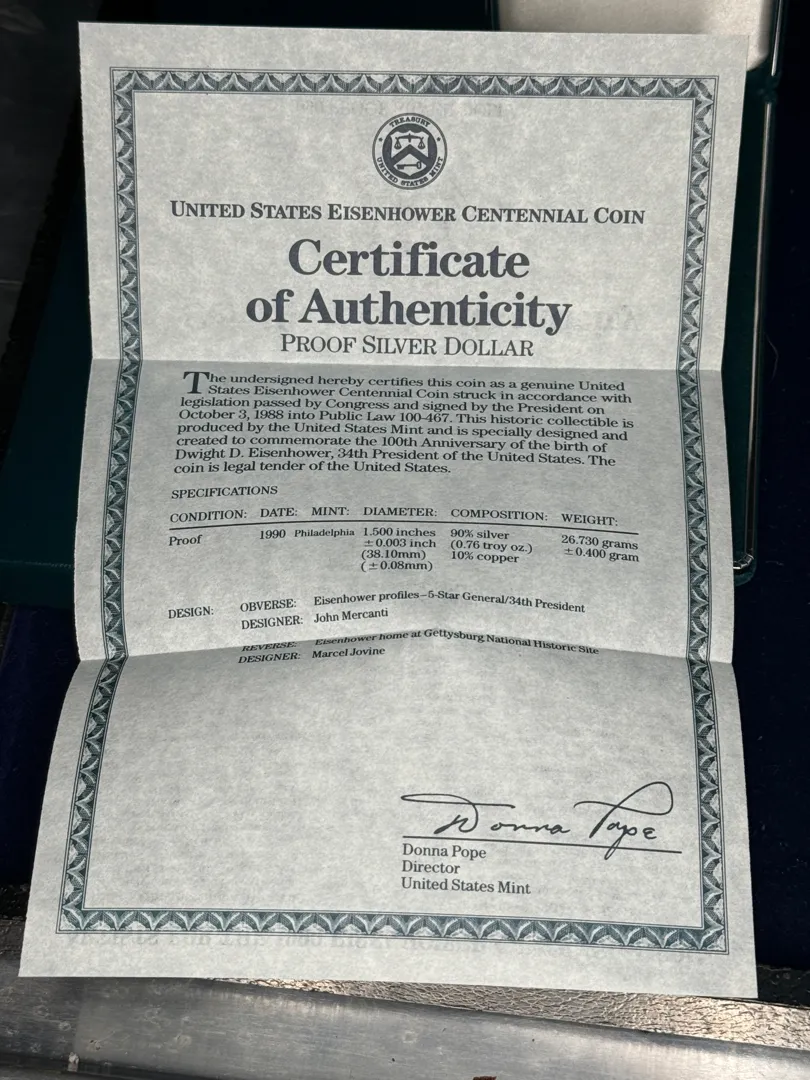 TREASURY
UNITED STATES MINT
UNITED STATES EISENHOWER CENTENNIAL COIN
Certificate
of Authenticity
PROOF SILVER DOLLAR
The undersigned hereby certifies this coin as a genuine United
States Eisenhower Centennial Coin struck in accordance with
legislation passed by Congress and signed by the President on
October 3, 1988 into Public Law 100-467. This historic collectible is
produced by the United States Mint and is specially designed and
created to commemorate the 100th Anniversary of the birth of
Dwight D. Eisenhower, 34th President of the United States. The
coin is legal tender of the United States.
SPECIFICATIONS
CONDITION: DATE: MINT: DIAMETER: COMPOSITION: WEIGHT:
Proof 1990 Philadelphia 1.500 inches 90% silver 26.730 grams
±0.003 inch (0.76 troy oz.) ±0.400 gram
(38.10mm) 10% copper
(±0.08mm)
DESIGN: OBVERSE: Eisenhower profiles–5-Star General/34th President
DESIGNER: John Mercanti
REVERSE: Eisenhower home at Gettysburg National Historic Site
DESIGNER: Marcel Jovine
Donna Pope
Donna Pope
Director
United States Mint